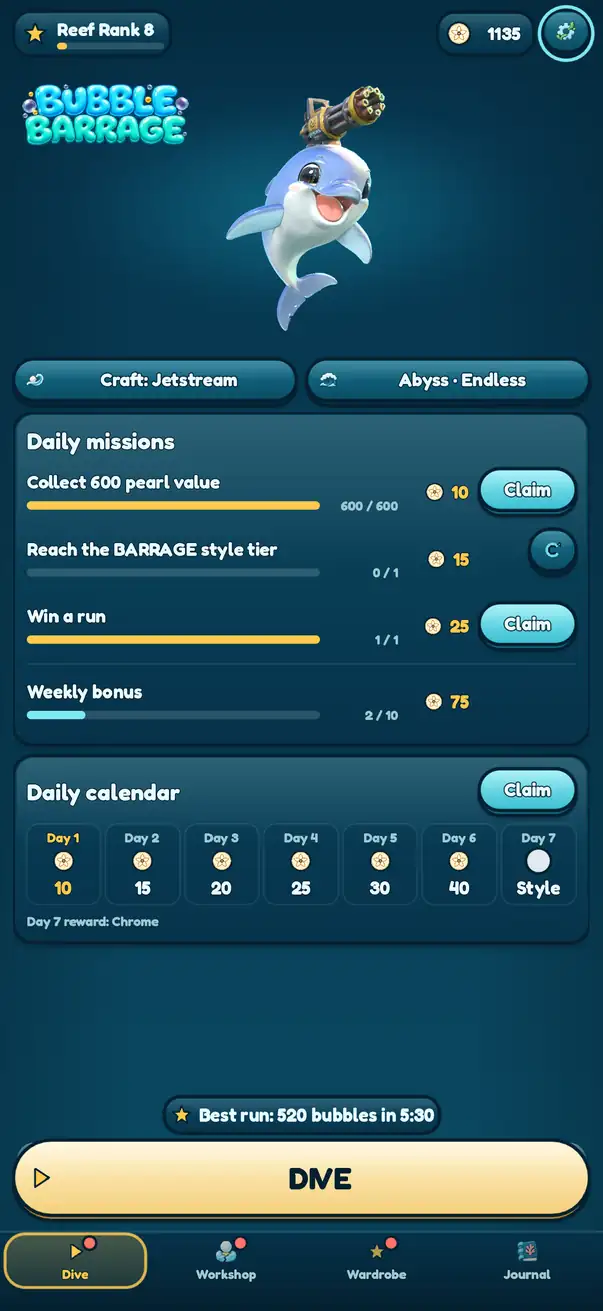 Reef Rank 8
1135
BUBBLE
BARRAGE
Craft: Jetstream
Abyss · Endless
Daily missions
Collect 600 pearl value
600 / 600
10
Claim
Reach the BARRAGE style tier
0 / 1
15
Win a run
1 / 1
25
Claim
Weekly bonus
2 / 10
75
Daily calendar
Claim
Day 1
Day 2
Day 3
Day 4
Day 5
Day 6
Day 7
10
15
20
25
30
40
Style
Day 7 reward: Chrome
Best run: 520 bubbles in 5:30
DIVE
Dive
Workshop
Wardrobe
Journal